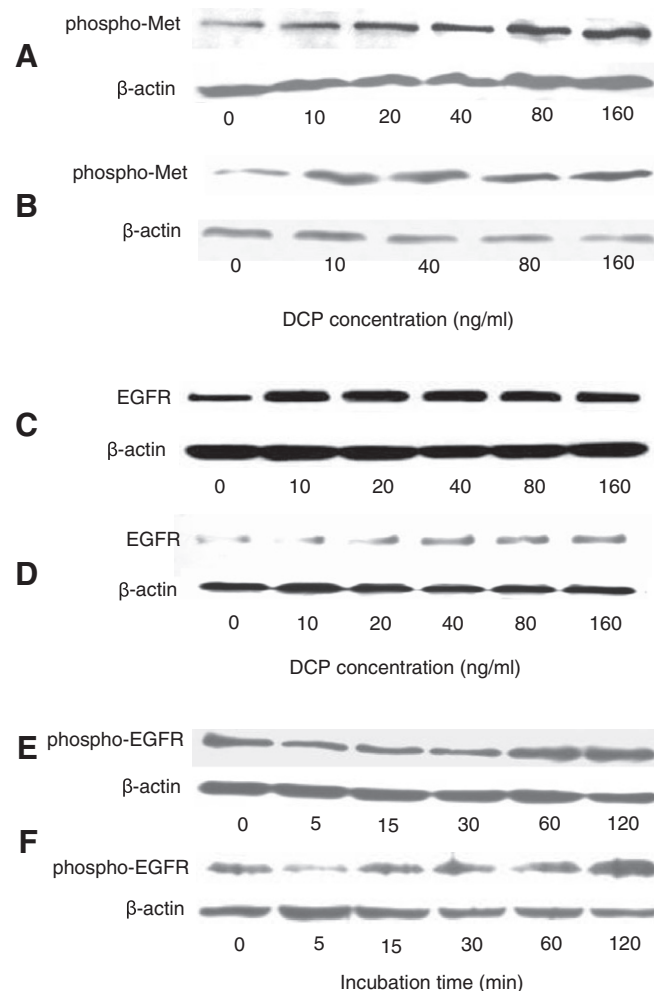 A
phospho-Met
β-actin
0 10 20 40 80 160
B
phospho-Met
β-actin
0 10 40 80 160
DCP concentration (ng/ml)
C
EGFR
β-actin
0 10 20 40 80 160
D
EGFR
β-actin
0 10 20 40 80 160
DCP concentration (ng/ml)
E
phospho-EGFR
β-actin
0 5 15 30 60 120
F
phospho-EGFR
β-actin
0 5 15 30 60 120
Incubation time (min)